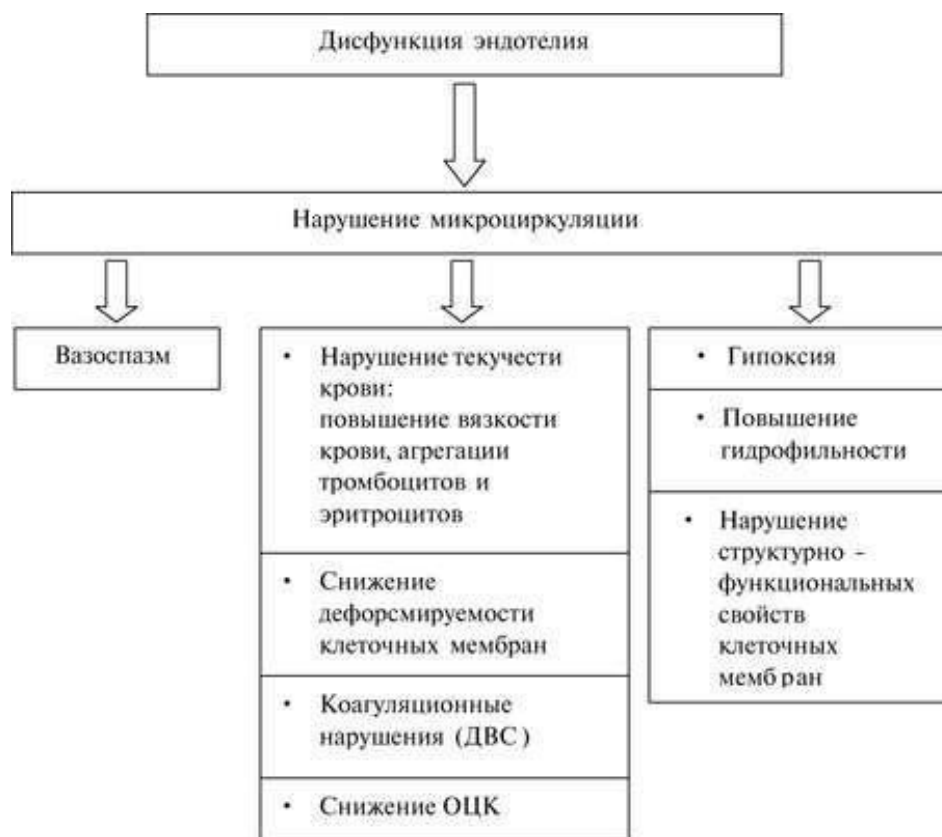 Дисфункция эндотелия
Нарушение микроциркуляции
Вазоспазм
• Нарушение текучести
крови:
повышение вязкости
крови, агрегации
тромбоцитов и
эритроцитов
• Снижение
дефорсмируемости
клеточных мембран
• Коагуляционные
нарушения (ДВС )
• Снижение ОЦК
• Гипоксия
• Повышение
гидрофильности
• Нарушение
структурно -
функциональных
свойств
клеточных
мемб ран